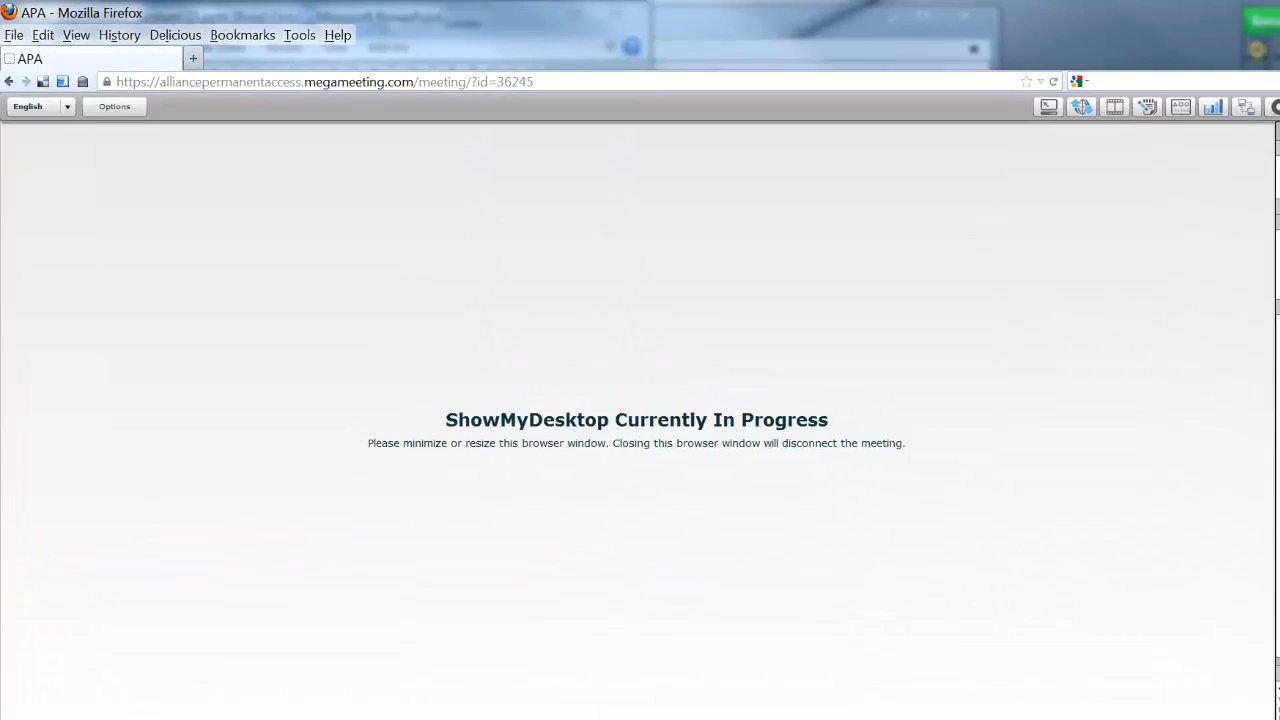 APA - Mozilla Firefox
File Edit View History Delicious Bookmarks Tools Help
APA
https://alliancepermanentaccess.megameeting.com/meeting/?id=36245
English Options
ShowMyDesktop Currently In Progress
Please minimize or resize this browser window. Closing this browser window will disconnect the meeting.